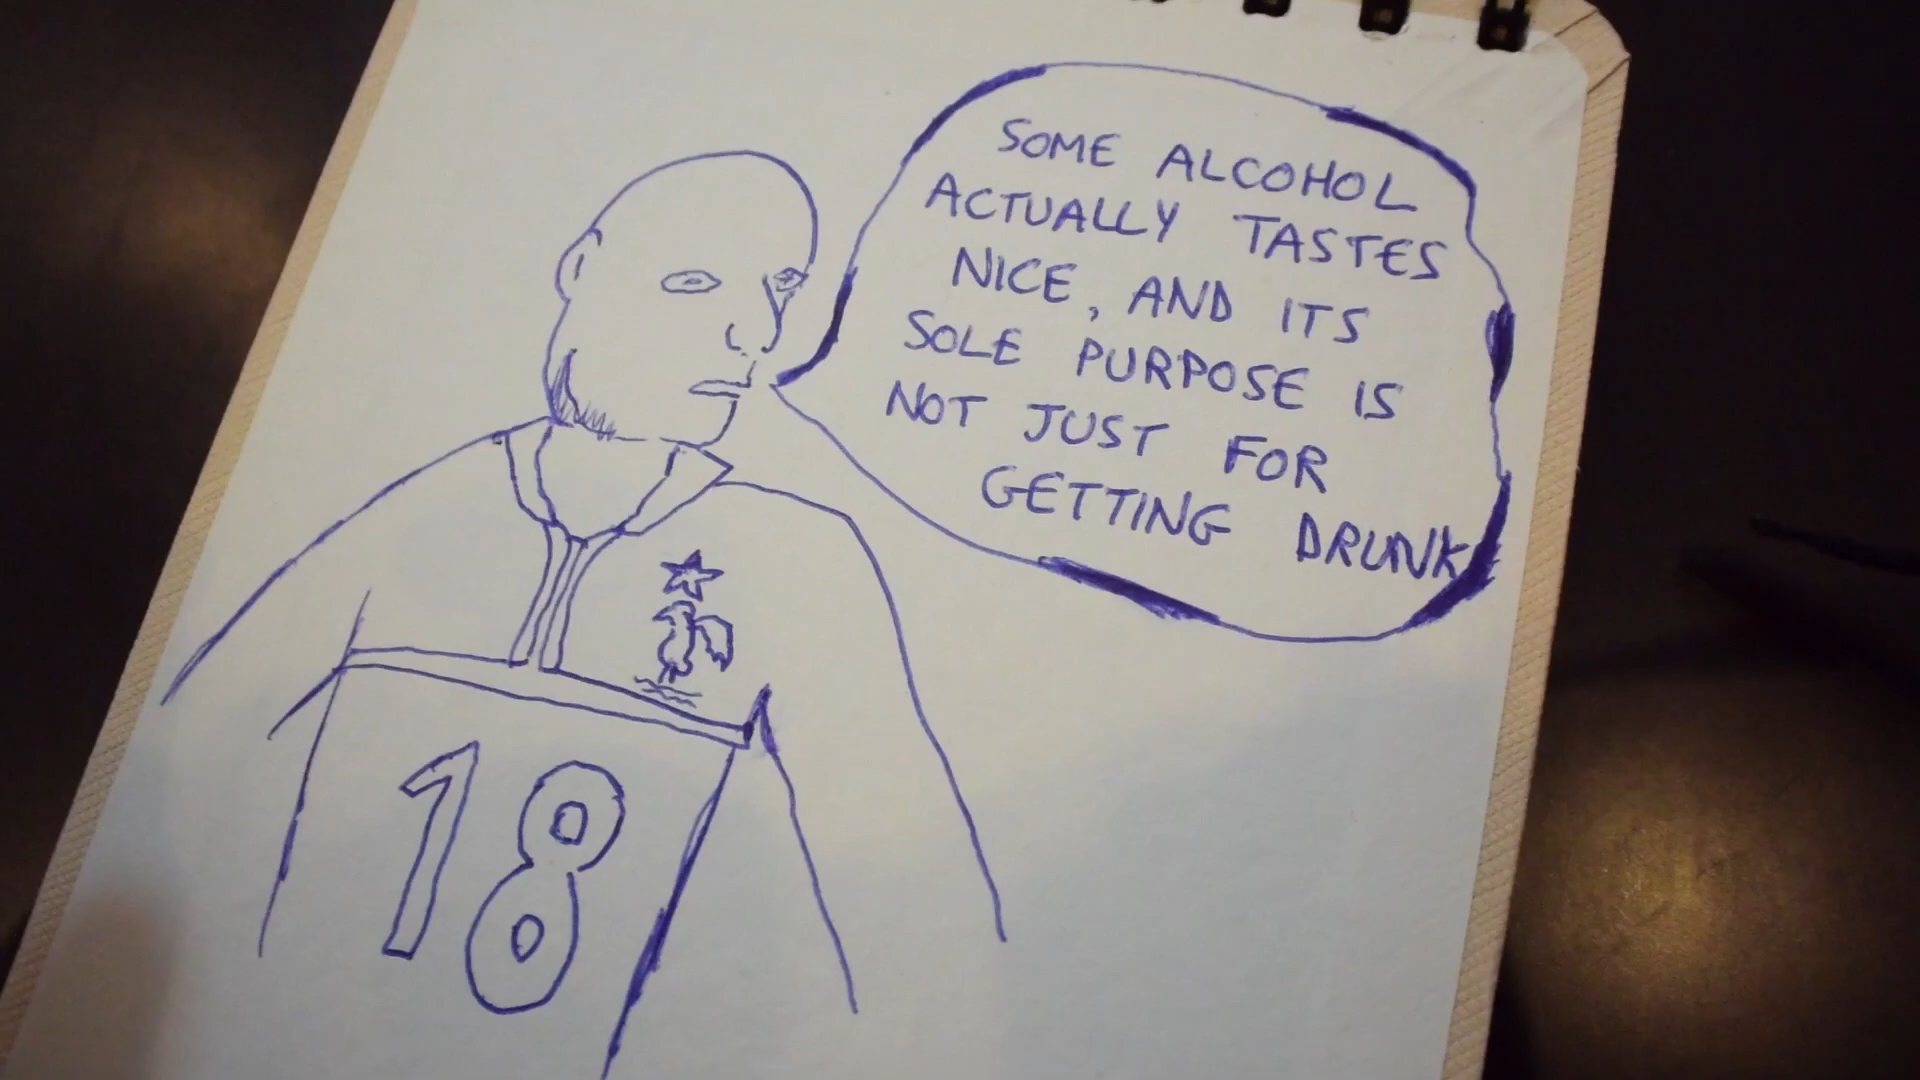 SOME ALCOHOL
ACTUALLY TASTES
NICE, AND ITS
SOLE PURPOSE IS
NOT JUST FOR
GETTING DRUNK
18